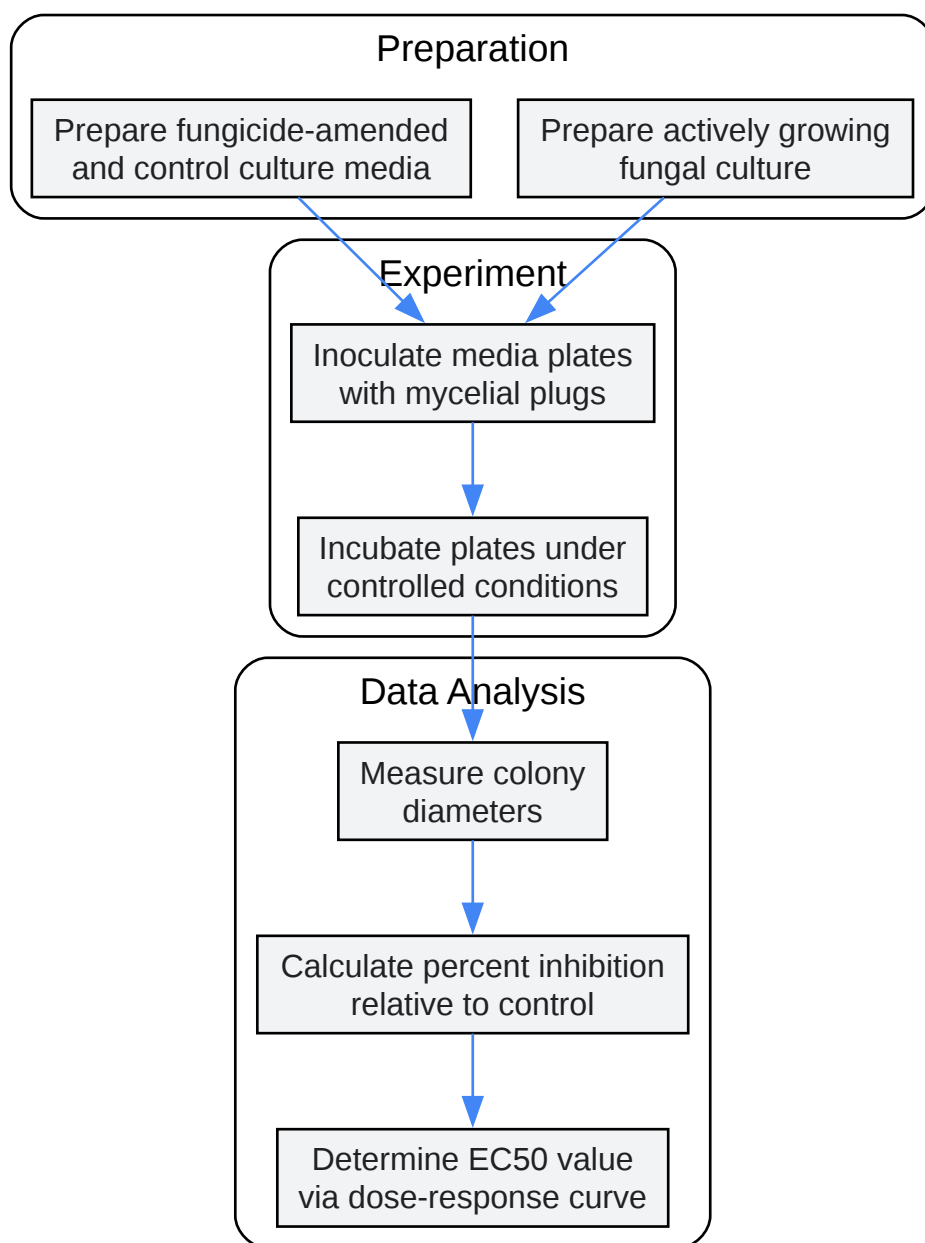 Preparation
Prepare fungicide-amended
and control culture media
Prepare actively growing
fungal culture
Experiment
Inoculate media plates
with mycelial plugs
Incubate plates under
controlled conditions
Data Analysis
Measure colony
diameters
Calculate percent inhibition
relative to control
Determine EC50 value
via dose-response curve